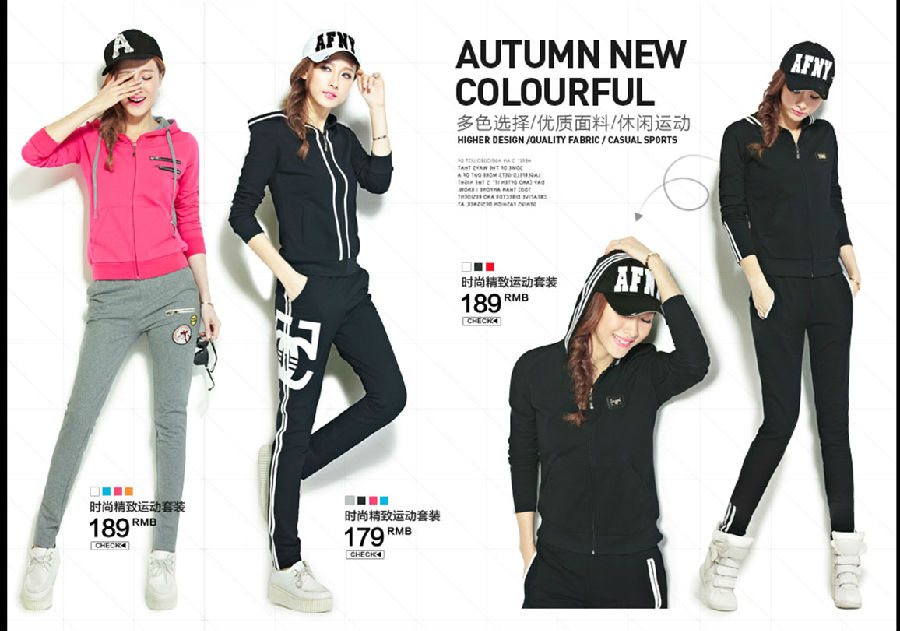 A
AFNY
AFNY
AUTUMN NEW
COLOURFUL
多色选择/优质面料/休闲运动
HIGHER DESIGN /QUALITY FABRIC / CASUAL SPORTS
AFNY
时尚精致运动套装
189 RMB
CHECK
时尚精致运动套装
189 RMB
CHECK
时尚精致运动套装
179 RMB
CHECK